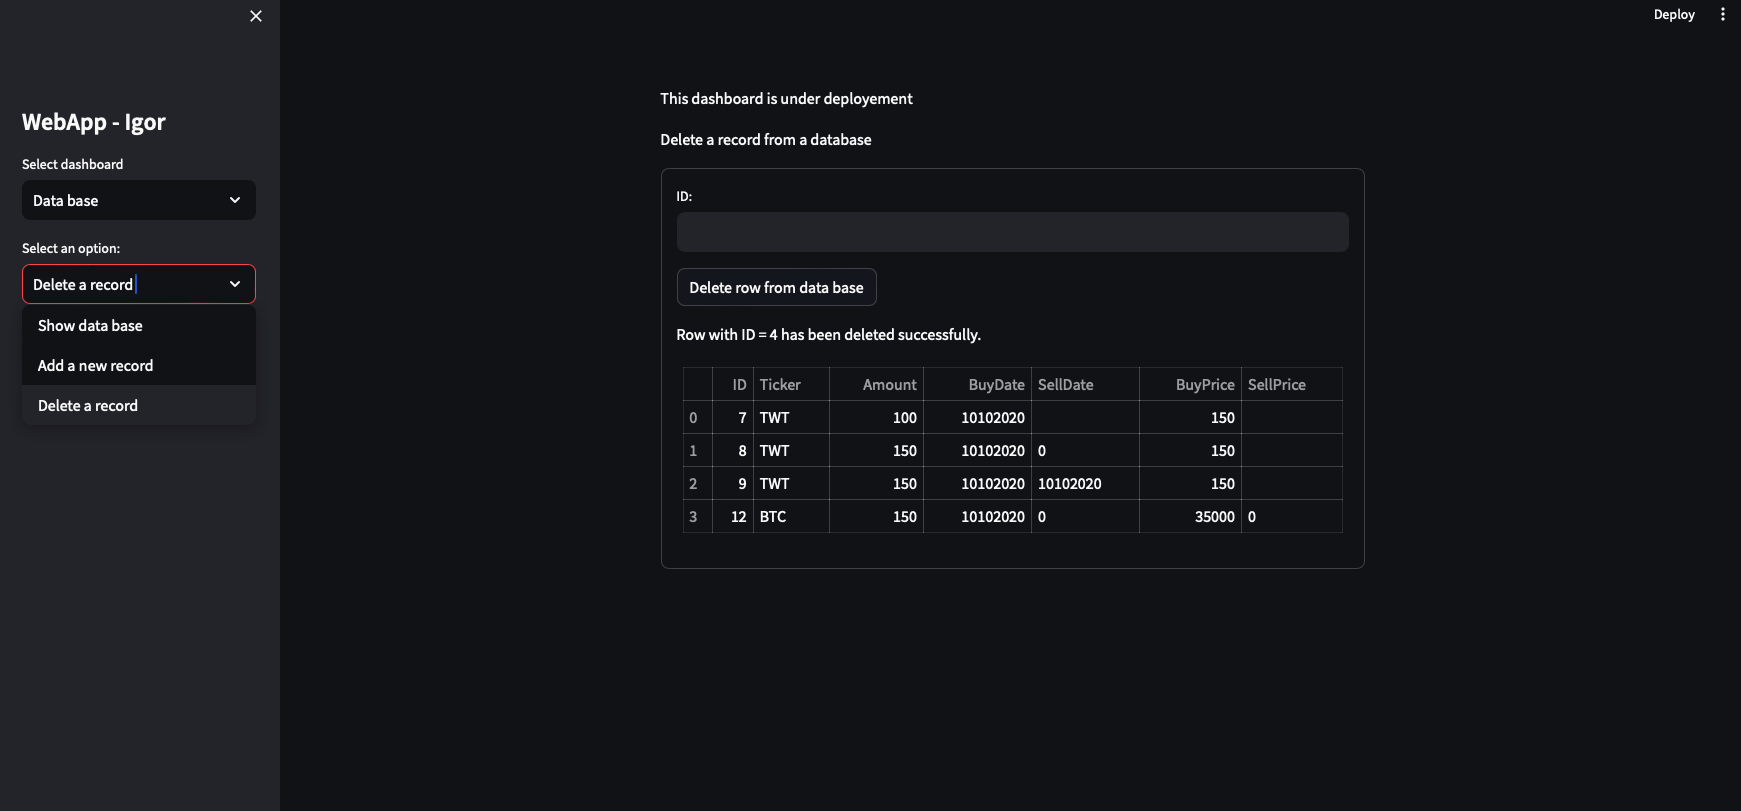 Deploy
WebApp - Igor
Select dashboard
Data base
Select an option:
Delete a record
Show data base
Add a new record
Delete a record
This dashboard is under deployement
Delete a record from a database
ID:
Delete row from data base
Row with ID = 4 has been deleted successfully.
ID Ticker Amount BuyDate SellDate BuyPrice SellPrice
0 7 TWT 100 10102020 150
1 8 TWT 150 10102020 0 150
2 9 TWT 150 10102020 10102020 150
3 12 BTC 150 10102020 0 35000 0